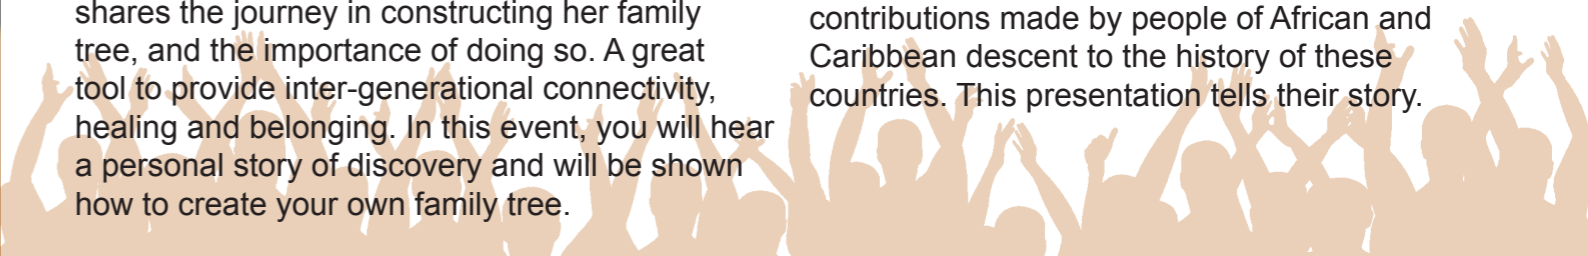 shares the journey in constructing her family
tree, and the importance of doing so. A great
tool to provide inter-generational connectivity,
healing and belonging. In this event, you will hear
a personal story of discovery and will be shown
how to create your own family tree.
contributions made by people of African and
Caribbean descent to the history of these
countries. This presentation tells their story.